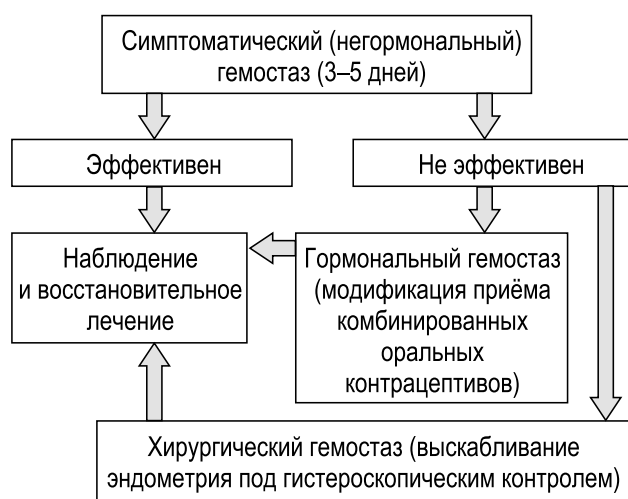 Симптоматический (негормональный)
гемостаз (3–5 дней)
Эффективен
Не эффективен
Наблюдение
и восстановительное
лечение
Гормональный гемостаз
(модификация приёма
комбинированных
оральных
контрацептивов)
Хирургический гемостаз (выскабливание
эндометрия под гистероскопическим контролем)